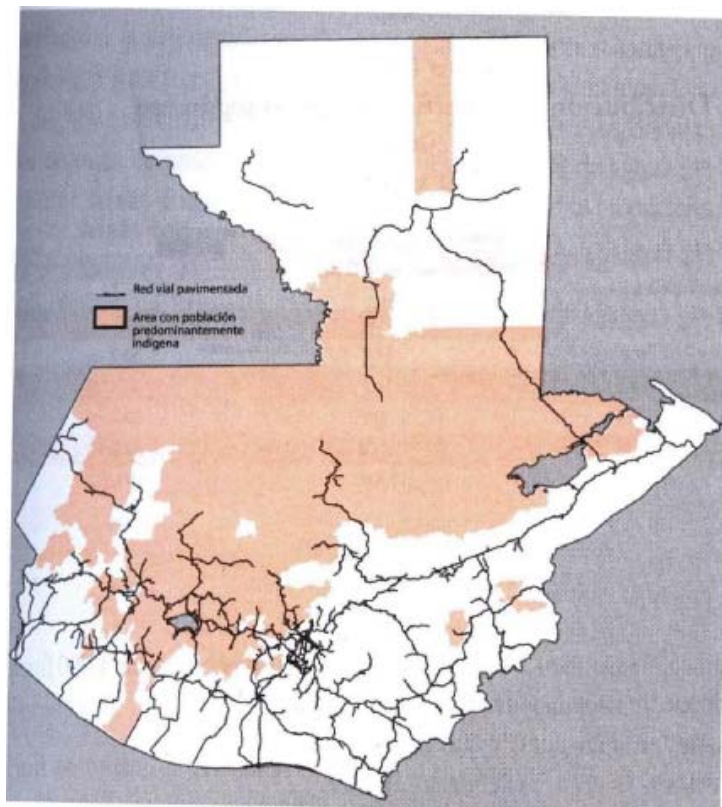 Red vial pavimentada
Area con población
predominantemente
indígena